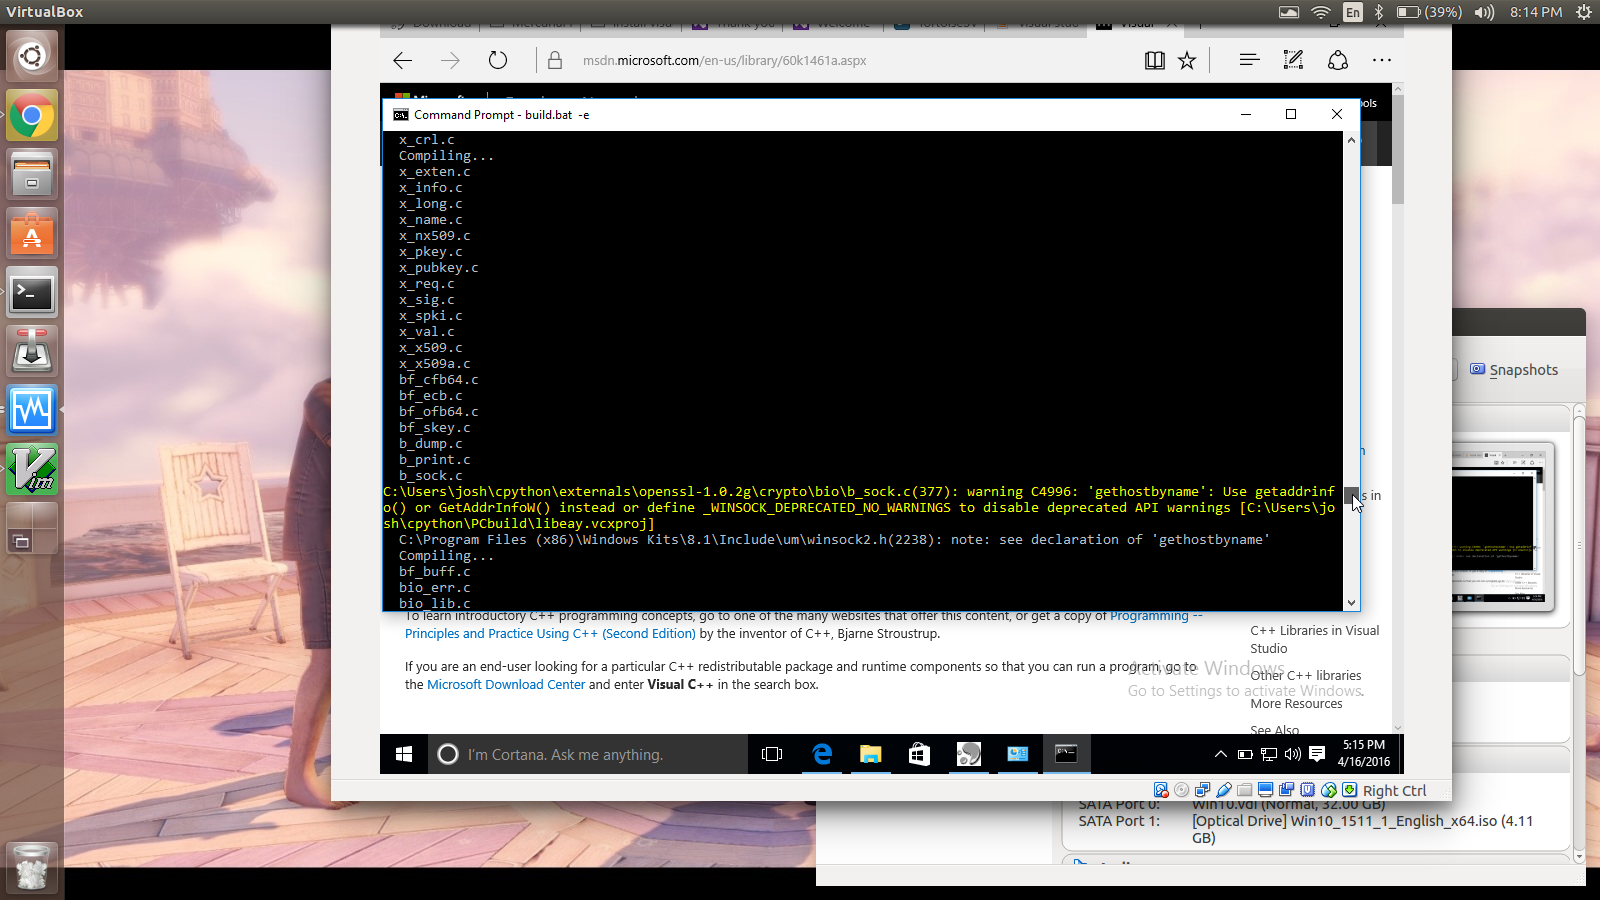 VirtualBox
En
(39%)
8:14 PM
Download
Visual
msdn.microsoft.com/en-us/library/60k1461a.aspx
Command Prompt - build.bat -e
x_crl.c
Compiling...
x_exten.c
x_info.c
x_long.c
x_name.c
x_nx509.c
x_pkey.c
x_pubkey.c
x_req.c
x_sig.c
x_spki.c
x_val.c
x_x509.c
x_x509a.c
bf_cfb64.c
bf_ecb.c
bf_ofb64.c
bf_skey.c
b_dump.c
b_print.c
b_sock.c
C:\Users\josh\cpython\externals\openssl-1.0.2g\crypto\bio\b_sock.c(377): warning C4996: 'gethostbyname': Use getaddrinf
o() or GetAddrInfoW() instead or define _WINSOCK_DEPRECATED_NO_WARNINGS to disable deprecated API warnings [C:\Users\jo
sh\cpython\PCbuild\libeay.vcxproj]
C:\Program Files (x86)\Windows Kits\8.1\Include\um\winsock2.h(2238): note: see declaration of 'gethostbyname'
Compiling...
bf_buff.c
bio_err.c
bio_lib.c
s in
To learn introductory C++ programming concepts, go to one of the many websites that offer this content, or get a copy of Programming --
Principles and Practice Using C++ (Second Edition) by the inventor of C++, Bjarne Stroustrup.
If you are an end-user looking for a particular C++ redistributable package and runtime components so that you can run a program, go to
the Microsoft Download Center and enter Visual C++ in the search box.
C++ Libraries in Visual
Studio
Other C++ libraries
More Resources
See Also
Activate Windows
Go to Settings to activate Windows.
I'm Cortana. Ask me anything.
5:15 PM
4/16/2016
Right Ctrl
Snapshots
SATA Port 0:
Win10.vdi (Normal, 32.00 GB)
SATA Port 1:
[Optical Drive] Win10_1511_1_English_x64.iso (4.11
GB)